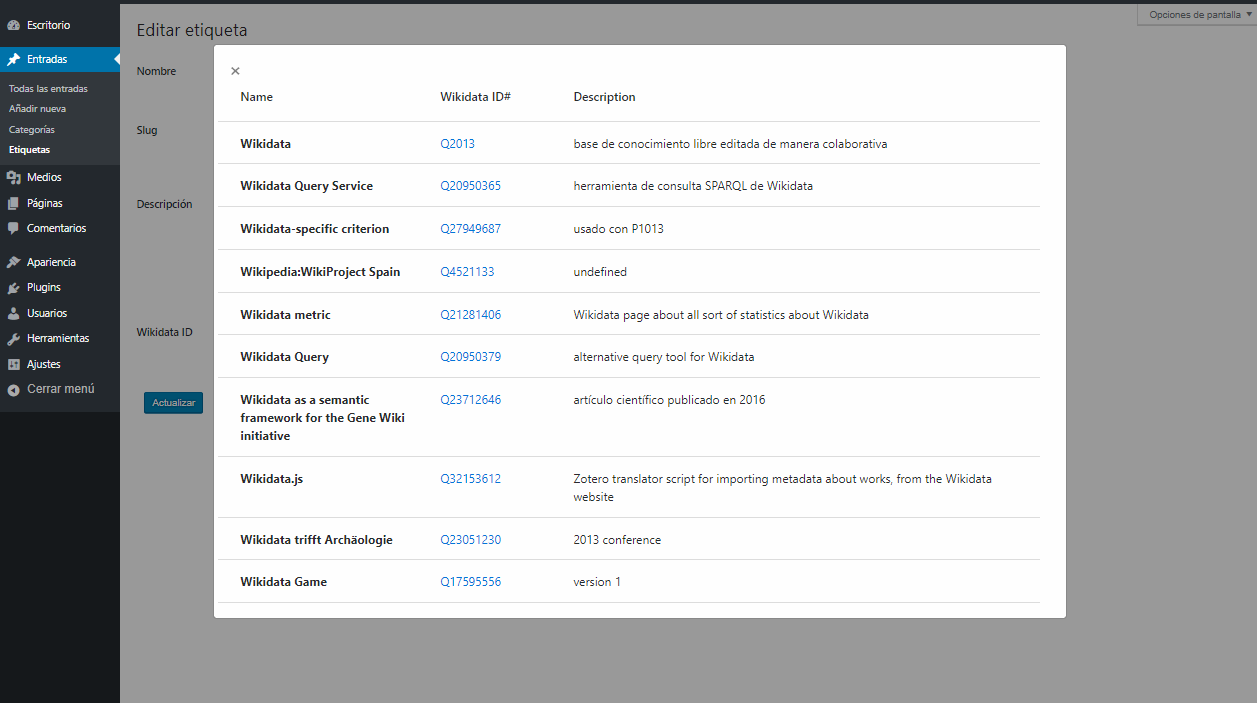 Escritorio
Entradas
Todas las entradas
Añadir nueva
Categorías
Etiquetas
Medios
Páginas
Comentarios
Apariencia
Plugins
Usuarios
Herramientas
Ajustes
Cerrar menú
Opciones de pantalla
Editar etiqueta
Nombre
Slug
Descripción
Wikidata ID
Actualizar
×
Name Wikidata ID# Description
Wikidata Q2013 base de conocimiento libre editada de manera colaborativa
Wikidata Query Service Q20950365 herramienta de consulta SPARQL de Wikidata
Wikidata-specific criterion Q27949687 usado con P1013
Wikipedia:WikiProject Spain Q4521133 undefined
Wikidata metric Q21281406 Wikidata page about all sort of statistics about Wikidata
Wikidata Query Q20950379 alternative query tool for Wikidata
Wikidata as a semantic Q23712646 artículo científico publicado en 2016
framework for the Gene Wiki
initiative
Wikidata.js Q32153612 Zotero translator script for importing metadata about works, from the Wikidata
website
Wikidata trifft Archäologie Q23051230 2013 conference
Wikidata Game Q17595556 version 1